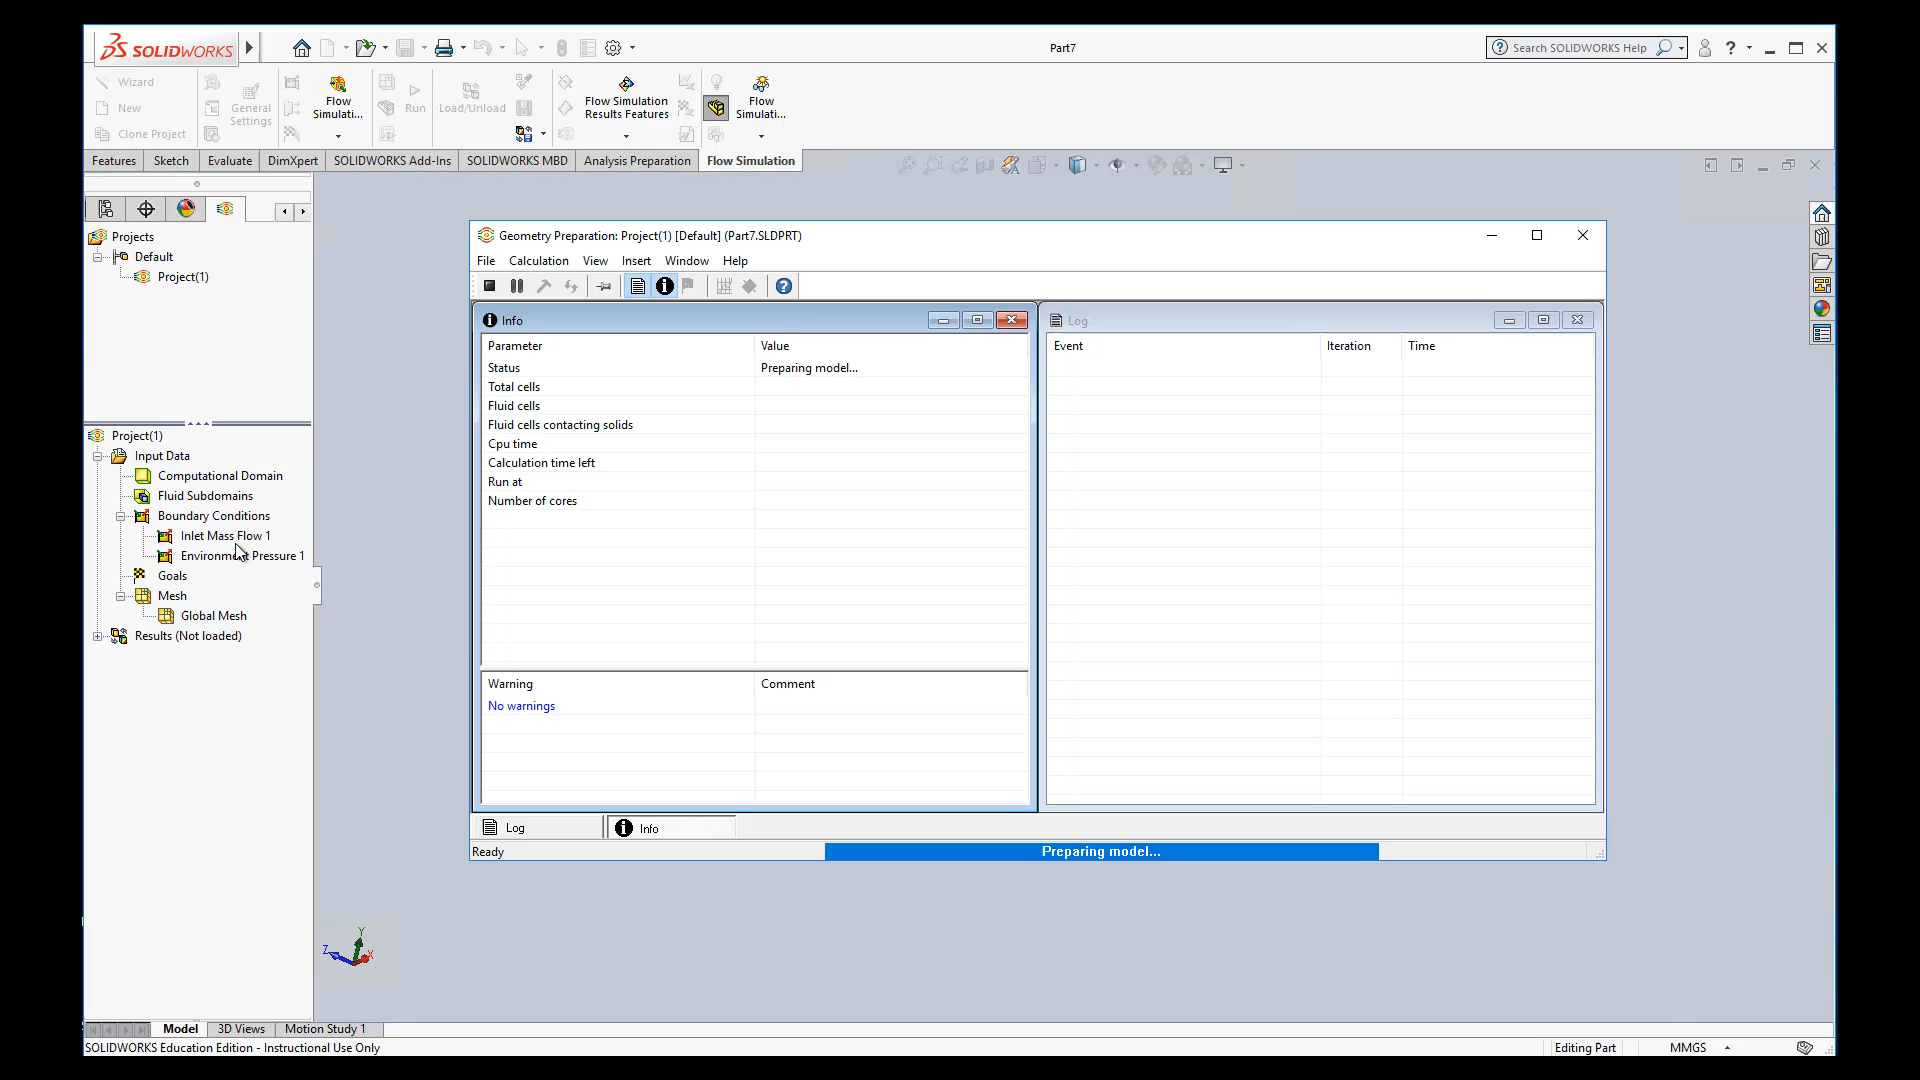 SOLIDWORKS
Part7
Search SOLIDWORKS Help
Wizard
New
Clone Project
General
Settings
Flow
Simulati...
Run
Load/Unload
Flow Simulation
Results Features
Flow
Simulati...
Features
Sketch
Evaluate
DimXpert
SOLIDWORKS Add-Ins
SOLIDWORKS MBD
Analysis Preparation
Flow Simulation
Projects
Default
Project(1)
Project(1)
Input Data
Computational Domain
Fluid Subdomains
Boundary Conditions
Inlet Mass Flow 1
Environment Pressure 1
Goals
Mesh
Global Mesh
Results (Not loaded)
Geometry Preparation: Project(1) [Default] (Part7.SLDPRT)
File Calculation View Insert Window Help
Info
Parameter Value
Status Preparing model...
Total cells
Fluid cells
Fluid cells contacting solids
Cpu time
Calculation time left
Run at
Number of cores
Warning Comment
No warnings
Log
Event Iteration Time
Log
Info
Ready
Preparing model...
Y
Z
X
Model
3D Views
Motion Study 1
SOLIDWORKS Education Edition - Instructional Use Only
Editing Part
MMGS